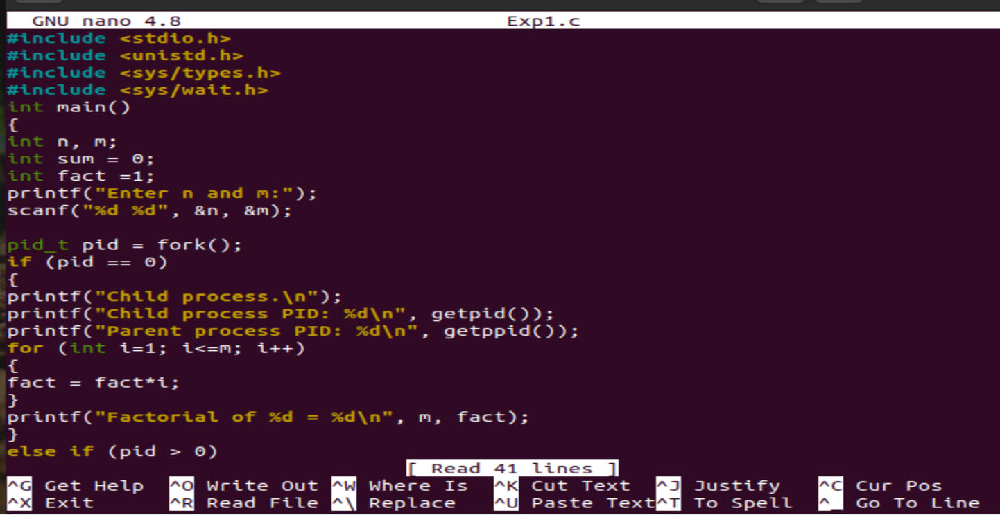 GNU nano 4.8 Exp1.c
#include <stdio.h>
#include <unistd.h>
#include <sys/types.h>
#include <sys/wait.h>
int main()
{
int n, m;
int sum = 0;
int fact =1;
printf("Enter n and m:");
scanf("%d %d", &n, &m);

pid_t pid = fork();
if (pid == 0)
{
printf("Child process.\n");
printf("Child process PID: %d\n", getpid());
printf("Parent process PID: %d\n", getppid());
for (int i=1; i<=m; i++)
{
fact = fact*i;
}
printf("Factorial of %d = %d\n", m, fact);
}
else if (pid > 0)
[ Read 41 lines ]
^G Get Help ^O Write Out ^W Where Is ^K Cut Text ^J Justify ^C Cur Pos
^X Exit ^R Read File ^\ Replace ^U Paste Text ^T To Spell ^_ Go To Line